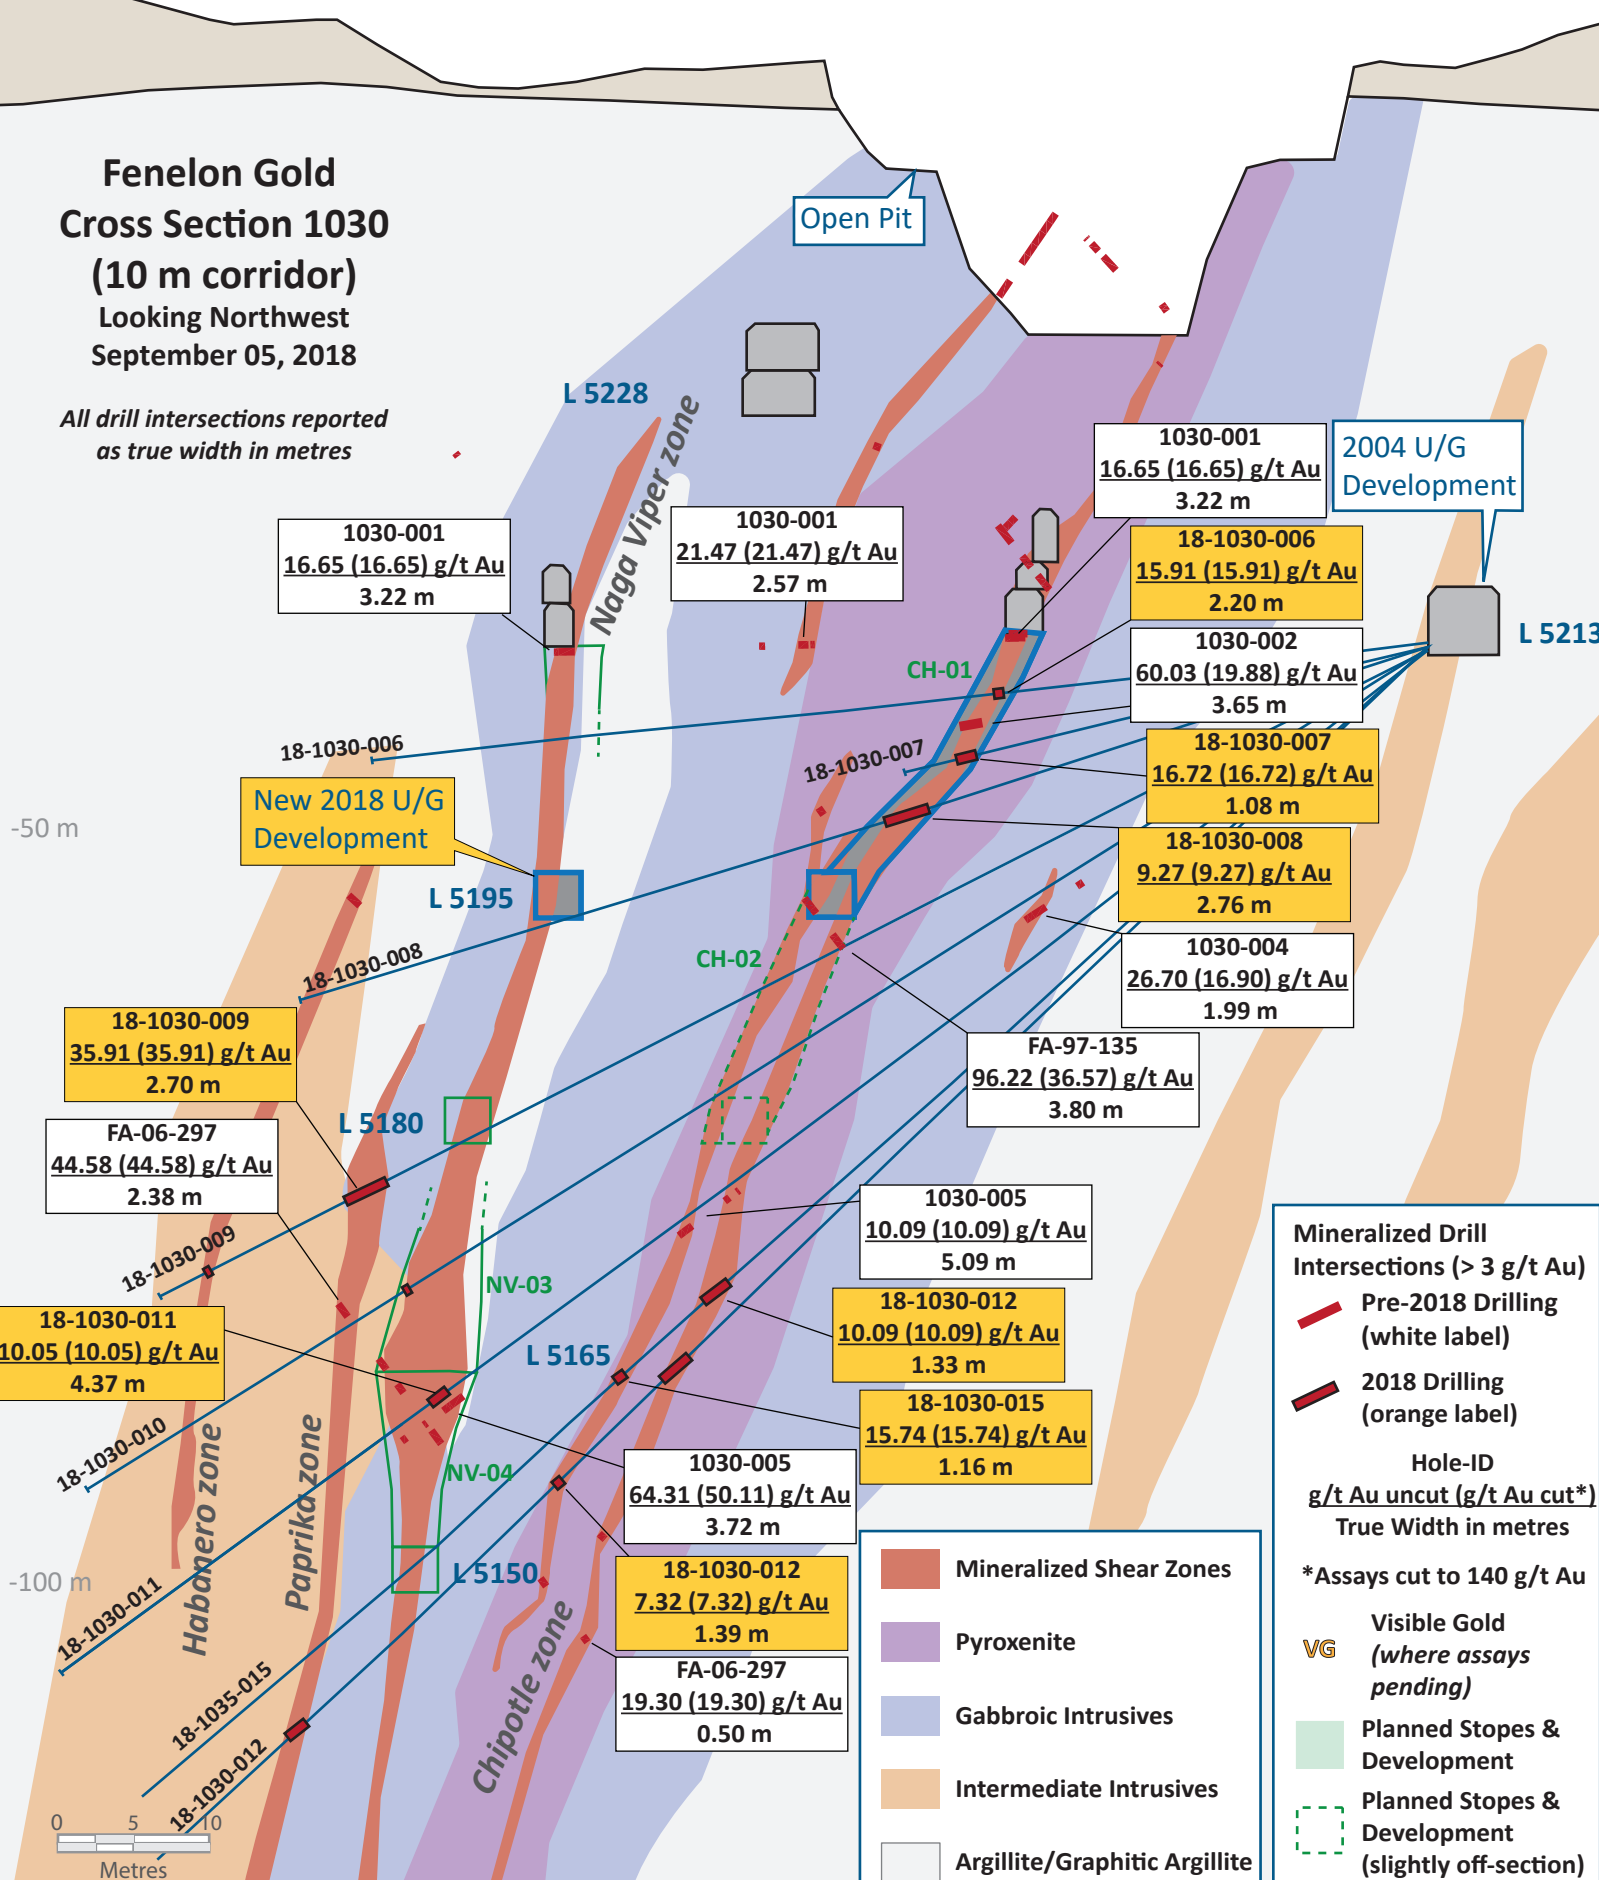 Fenelon Gold
Cross Section 1030
(10 m corridor)
Looking Northwest
September 05, 2018
All drill intersections reported
as true width in metres
Open Pit
L 5228
Naga Viper zone
1030-001
16.65 (16.65) g/t Au
3.22 m
1030-001
21.47 (21.47) g/t Au
2.57 m
1030-001
16.65 (16.65) g/t Au
3.22 m
2004 U/G
Development
18-1030-006
15.91 (15.91) g/t Au
2.20 m
L 5213
1030-002
60.03 (19.88) g/t Au
3.65 m
CH-01
18-1030-006
18-1030-007
18-1030-007
16.72 (16.72) g/t Au
1.08 m
New 2018 U/G
Development
-50 m
18-1030-008
9.27 (9.27) g/t Au
2.76 m
L 5195
CH-02
18-1030-008
1030-004
26.70 (16.90) g/t Au
1.99 m
18-1030-009
35.91 (35.91) g/t Au
2.70 m
FA-97-135
96.22 (36.57) g/t Au
3.80 m
L 5180
FA-06-297
44.58 (44.58) g/t Au
2.38 m
1030-005
10.09 (10.09) g/t Au
5.09 m
18-1030-009
NV-03
18-1030-012
10.09 (10.09) g/t Au
1.33 m
18-1030-011
10.05 (10.05) g/t Au
4.37 m
L 5165
18-1030-015
15.74 (15.74) g/t Au
1.16 m
18-1030-010
NV-04
1030-005
64.31 (50.11) g/t Au
3.72 m
Habanero zone
Paprika zone
L 5150
-100 m
18-1030-012
7.32 (7.32) g/t Au
1.39 m
18-1030-011
Chipotle zone
FA-06-297
19.30 (19.30) g/t Au
0.50 m
18-1035-015
18-1030-012
0 5 10
Metres
Mineralized Shear Zones
Pyroxenite
Gabbroic Intrusives
Intermediate Intrusives
Argillite/Graphitic Argillite
Mineralized Drill
Intersections (> 3 g/t Au)
Pre-2018 Drilling
(white label)
2018 Drilling
(orange label)
Hole-ID
g/t Au uncut (g/t Au cut*)
True Width in metres
*Assays cut to 140 g/t Au
VG
Visible Gold
(where assays
pending)
Planned Stopes &
Development
Planned Stopes &
Development
(slightly off-section)